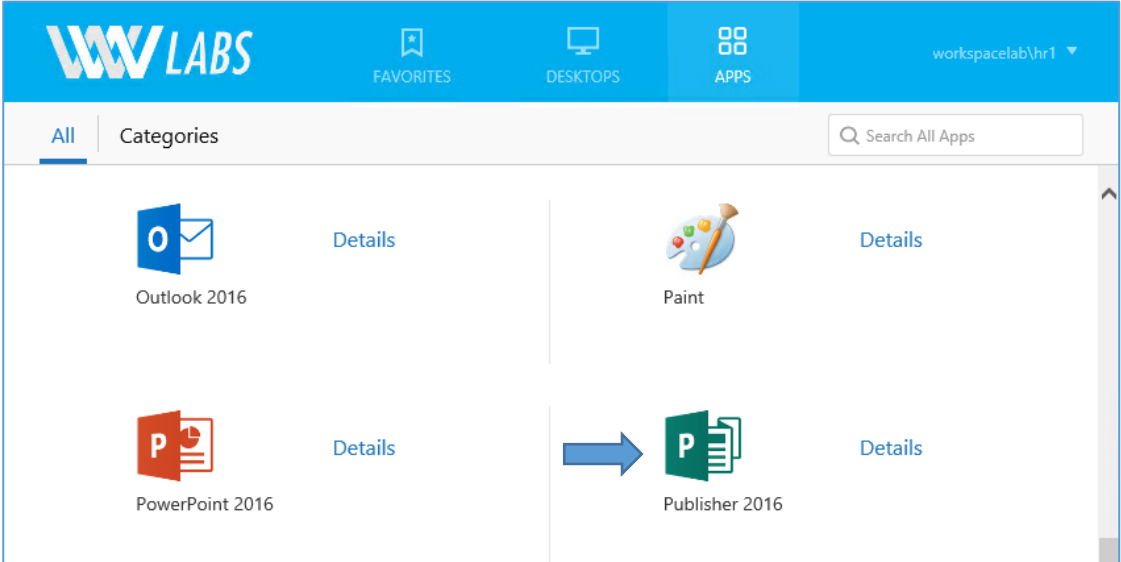 WWW LABS
FAVORITES
DESKTOPS
APPS
workspacelab\hr1
All
Categories
Search All Apps
Outlook 2016
Details
Paint
Details
PowerPoint 2016
Details
Publisher 2016
Details